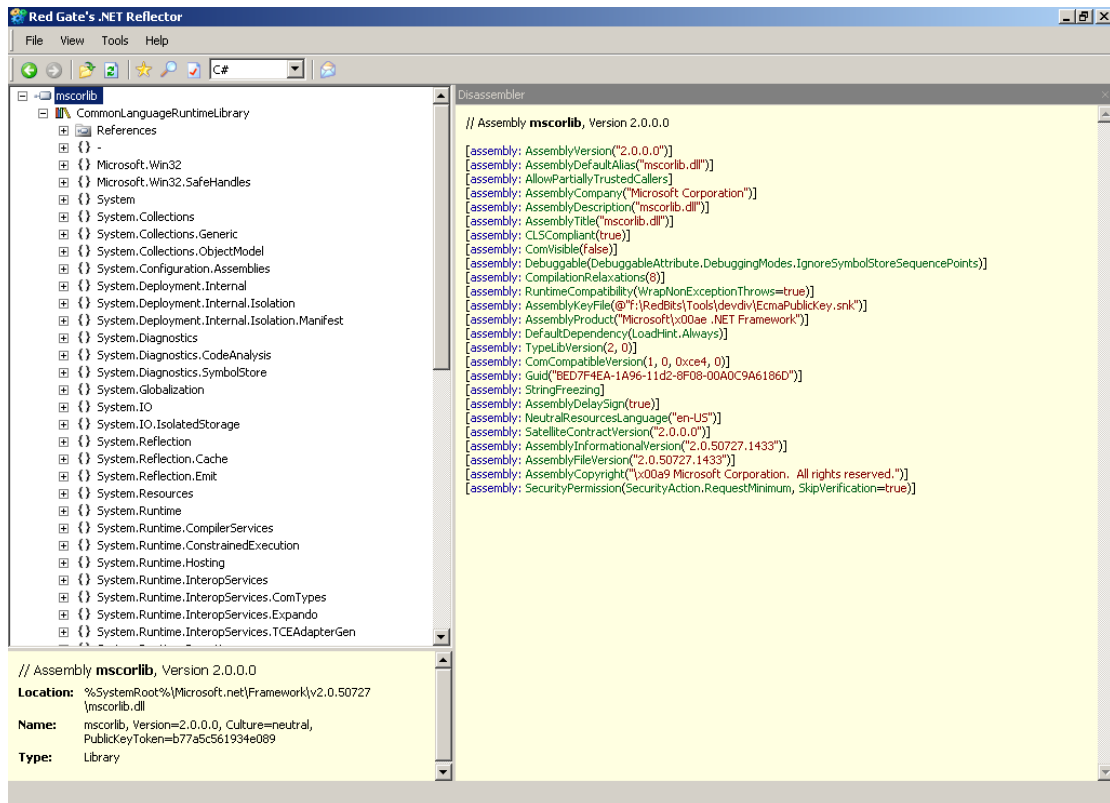 Red Gate's .NET Reflector
File View Tools Help
C#
mscorlib
CommonLanguageRuntimeLibrary
References
{} -
{} Microsoft.Win32
{} Microsoft.Win32.SafeHandles
{} System
{} System.Collections
{} System.Collections.Generic
{} System.Collections.ObjectModel
{} System.Configuration.Assemblies
{} System.Deployment.Internal
{} System.Deployment.Internal.Isolation
{} System.Deployment.Internal.Isolation.Manifest
{} System.Diagnostics
{} System.Diagnostics.CodeAnalysis
{} System.Diagnostics.SymbolStore
{} System.Globalization
{} System.IO
{} System.IO.IsolatedStorage
{} System.Reflection
{} System.Reflection.Cache
{} System.Reflection.Emit
{} System.Resources
{} System.Runtime
{} System.Runtime.CompilerServices
{} System.Runtime.ConstrainedExecution
{} System.Runtime.Hosting
{} System.Runtime.InteropServices
{} System.Runtime.InteropServices.ComTypes
{} System.Runtime.InteropServices.Expando
{} System.Runtime.InteropServices.TCEAdapterGen
// Assembly mscorlib, Version 2.0.0.0
Location: %SystemRoot%\Microsoft.net\Framework\v2.0.50727
\mscorlib.dll
Name: mscorlib, Version=2.0.0.0, Culture=neutral,
PublicKeyToken=b77a5c561934e089
Type: Library
Disassembler
// Assembly mscorlib, Version 2.0.0.0
[assembly: AssemblyVersion("2.0.0.0")]
[assembly: AssemblyDefaultAlias("mscorlib.dll")]
[assembly: AllowPartiallyTrustedCallers]
[assembly: AssemblyCompany("Microsoft Corporation")]
[assembly: AssemblyDescription("mscorlib.dll")]
[assembly: AssemblyTitle("mscorlib.dll")]
[assembly: CLSCompliant(true)]
[assembly: ComVisible(false)]
[assembly: Debuggable(DebuggableAttribute.DebuggingModes.IgnoreSymbolStoreSequencePoints)]
[assembly: CompilationRelaxations(8)]
[assembly: RuntimeCompatibility(WrapNonExceptionThrows=true)]
[assembly: AssemblyKeyFile(@"f:\RedBits\Tools\devdiv\EcmaPublicKey.snk")]
[assembly: AssemblyProduct("Microsoft\x00ae .NET Framework")]
[assembly: DefaultDependency(LoadHint.Always)]
[assembly: TypeLibVersion(2, 0)]
[assembly: ComCompatibleVersion(1, 0, 0xce4, 0)]
[assembly: Guid("BED7F4EA-1A96-11d2-8F08-00A0C9A6186D")]
[assembly: StringFreezing]
[assembly: AssemblyDelaySign(true)]
[assembly: NeutralResourcesLanguage("en-US")]
[assembly: SatelliteContractVersion("2.0.0.0")]
[assembly: AssemblyInformationalVersion("2.0.50727.1433")]
[assembly: AssemblyFileVersion("2.0.50727.1433")]
[assembly: AssemblyCopyright("\x00a9 Microsoft Corporation.  All rights reserved.")]
[assembly: SecurityPermission(SecurityAction.RequestMinimum, SkipVerification=true)]